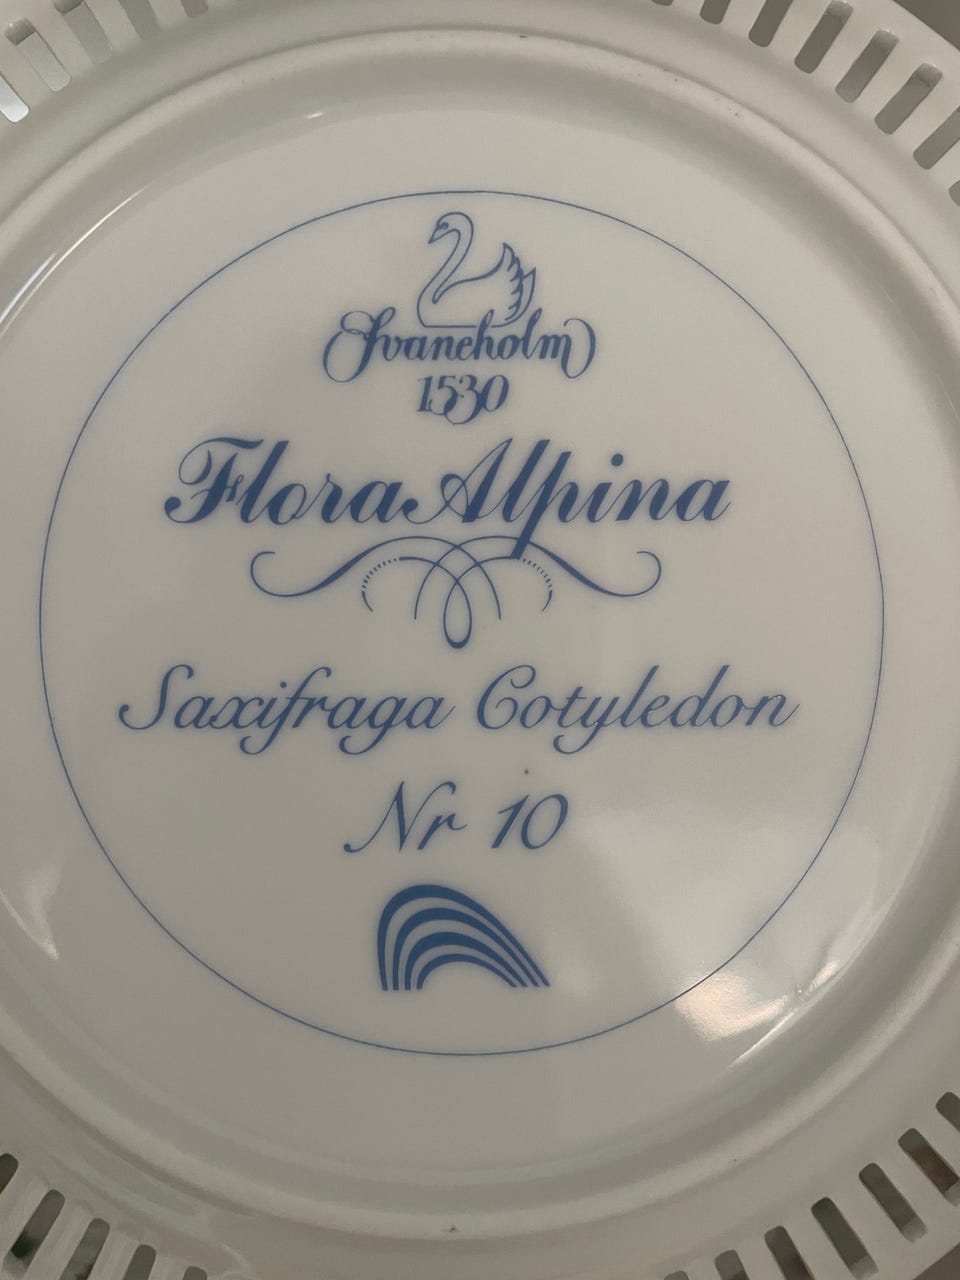 Svaneholm
1530
Flora Alpina
Saxifraga Cotyledon
Nr 10